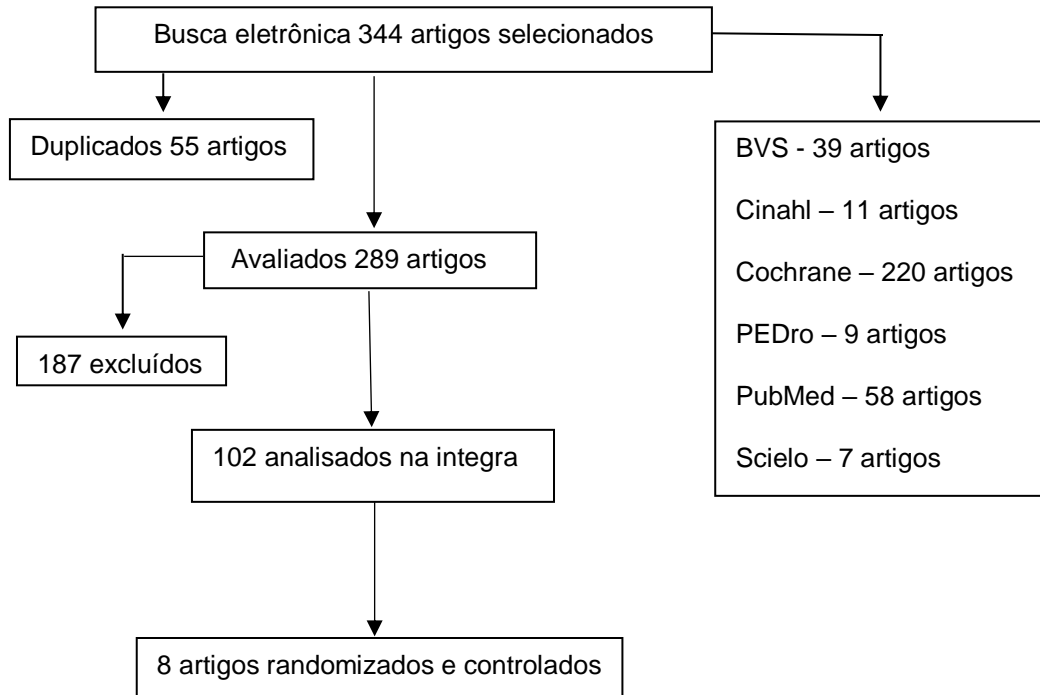 Busca eletrônica 344 artigos selecionados
Duplicados 55 artigos
BVS - 39 artigos
Cinahl – 11 artigos
Cochrane – 220 artigos
PEDro – 9 artigos
PubMed – 58 artigos
Scielo – 7 artigos
Avaliados 289 artigos
187 excluídos
102 analisados na integra
8 artigos randomizados e controlados